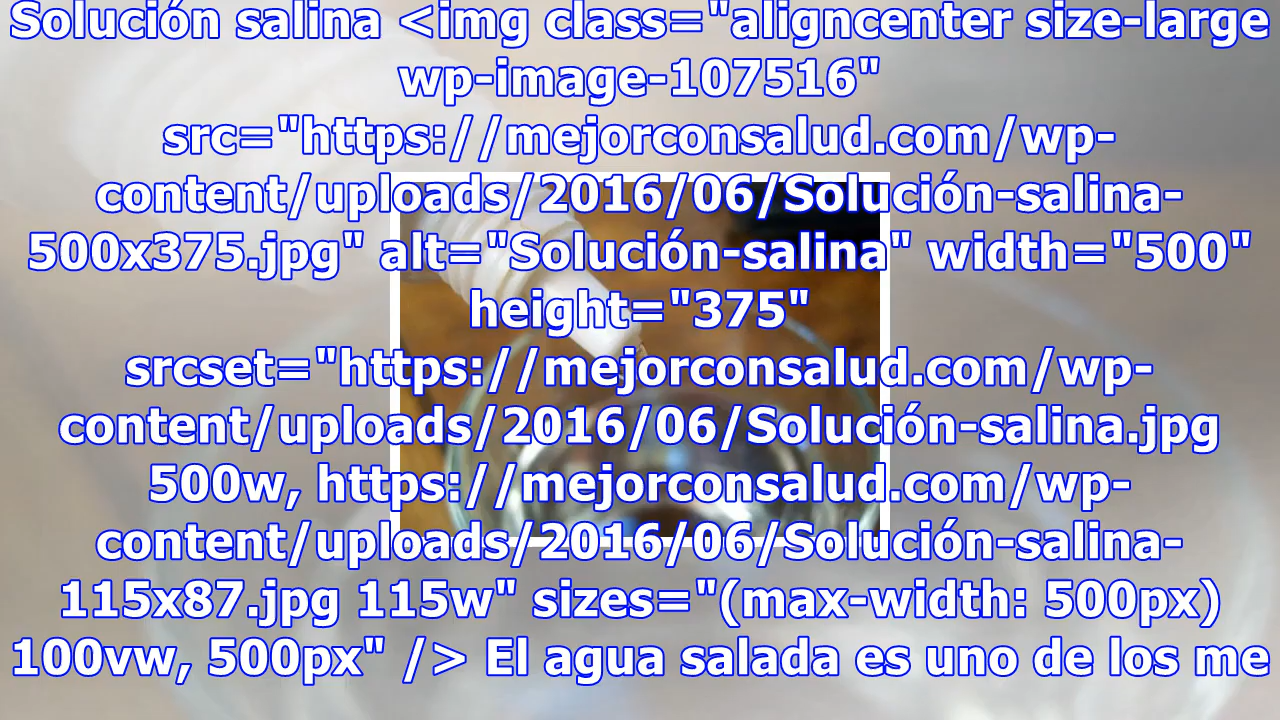 Solución salina <img class="aligncenter size-large
wp-image-107516"
src="https://mejorconsalud.com/wp-
content/uploads/2016/06/Solución-salina-
500x375.jpg" alt="Solución-salina" width="500"
height="375"
srcset="https://mejorconsalud.com/wp-
content/uploads/2016/06/Solución-salina.jpg
500w, https://mejorconsalud.com/wp-
content/uploads/2016/06/Solución-salina-
115x87.jpg 115w" sizes="(max-width: 500px)
100vw, 500px" /> El agua salada es uno de los me